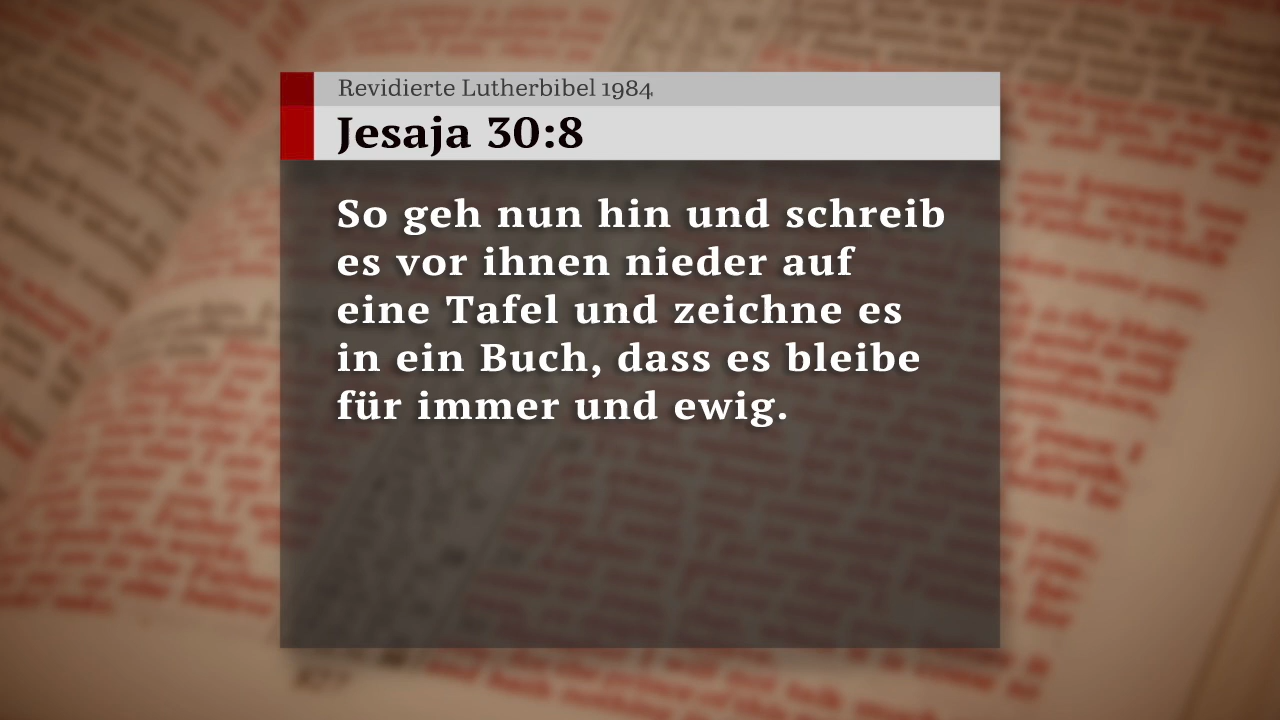 Revidierte Lutherbibel 1984
Jesaja 30:8
So geh nun hin und schreib
es vor ihnen nieder auf
eine Tafel und zeichne es
in ein Buch, dass es bleibe
für immer und ewig.